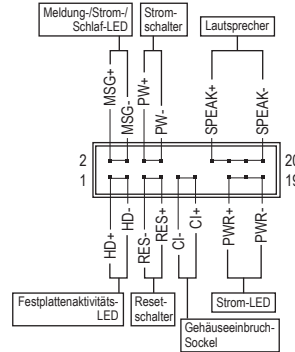 Meldung-/Strom-/
Schlaf-LED
Strom-
schalter
Lautsprecher
MSG+
MSG-
PW+
PW-
SPEAK+
SPEAK-
2
20
1
19
HD+
HD-
RES-
RES+
CI-
CI+
PWR+
PWR-
Festplattenaktivitäts-
LED
Reset-
schalter
Strom-LED
Gehäuseeinbruch-
Sockel